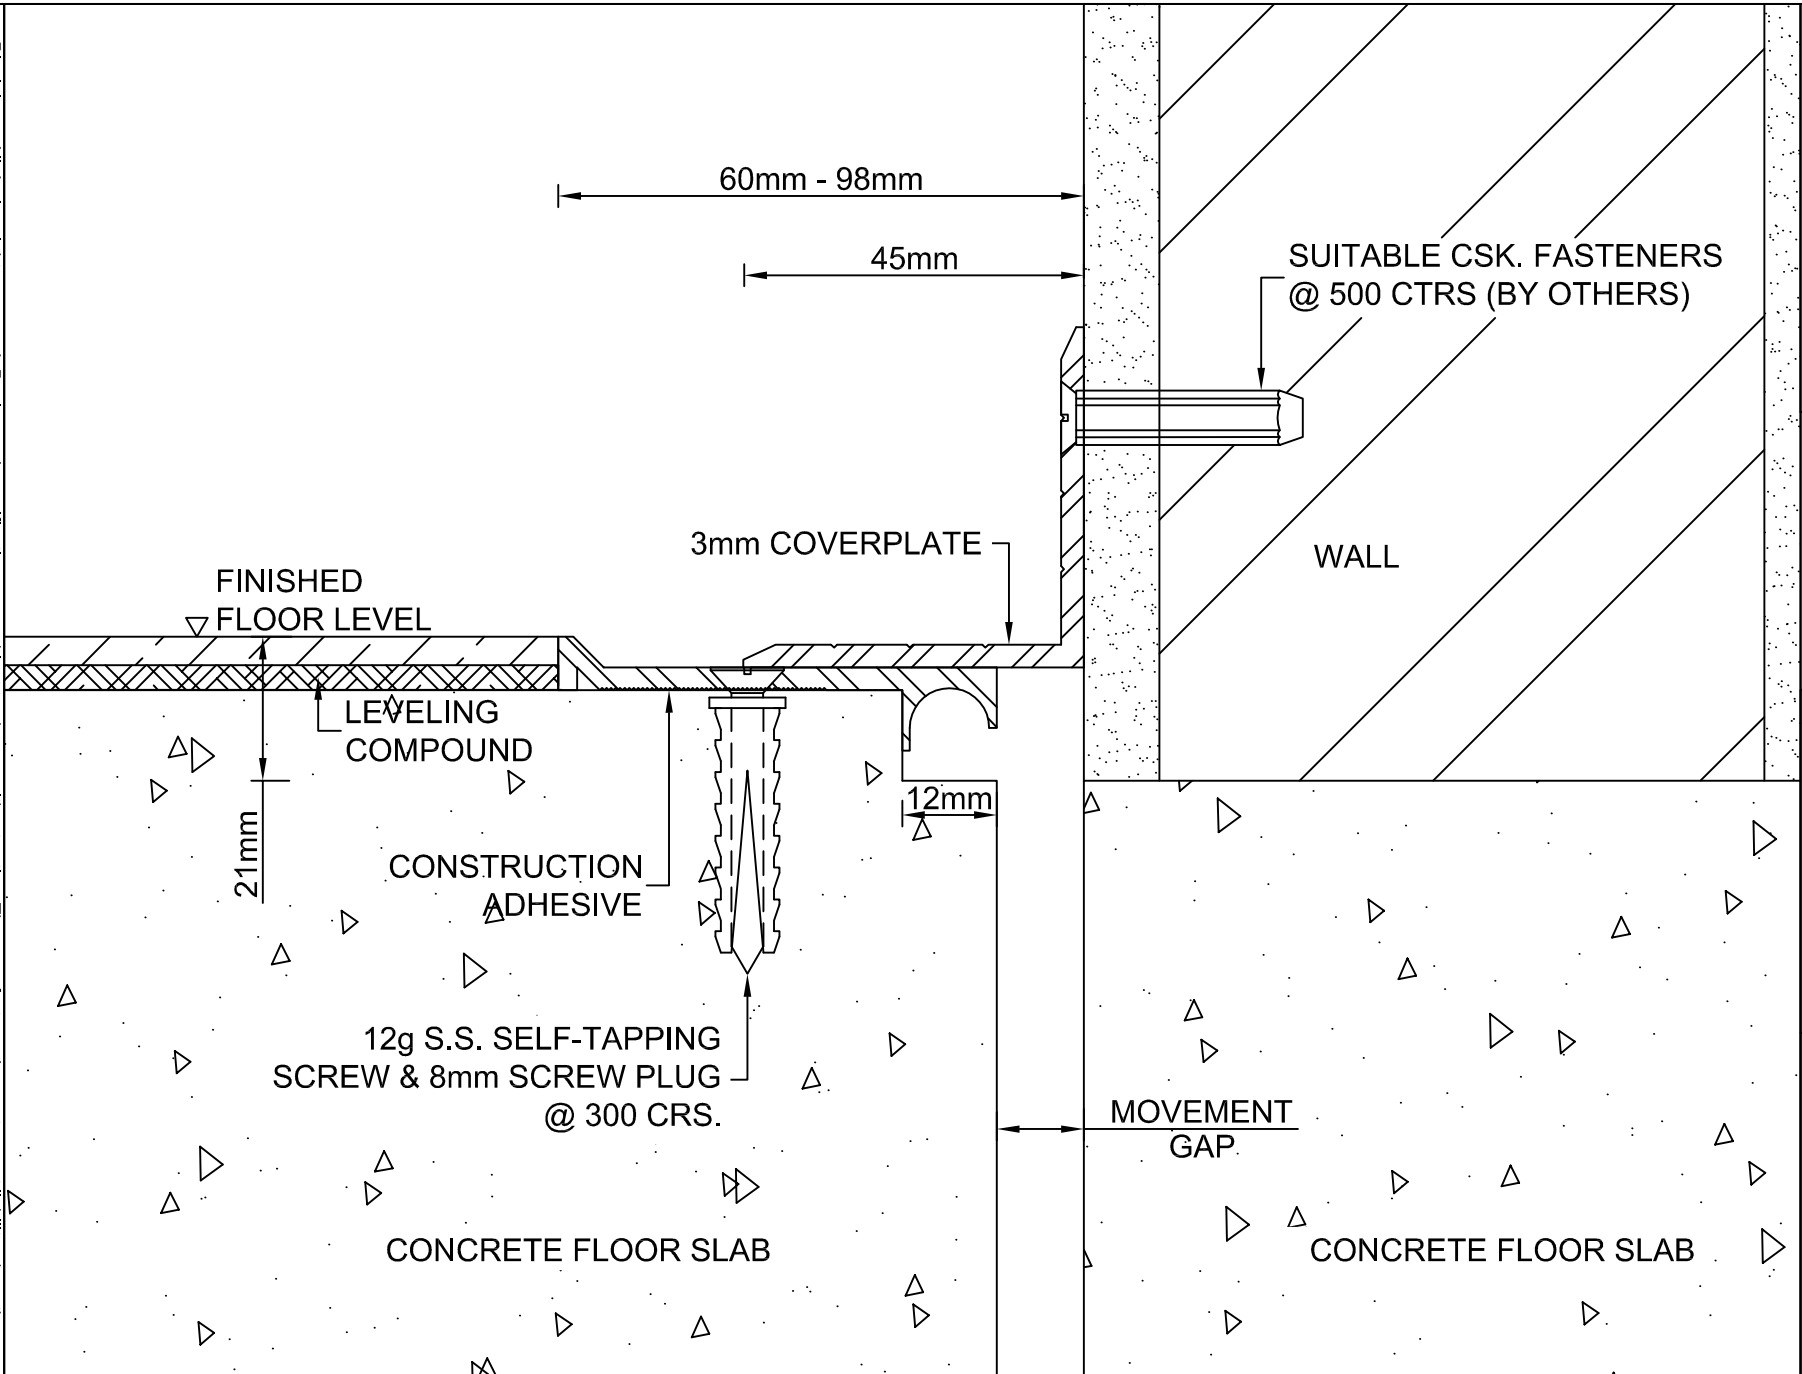 60mm - 98mm
45mm
SUITABLE CSK. FASTENERS
@ 500 CTRS (BY OTHERS)
3mm COVERPLATE
WALL
FINISHED
FLOOR LEVEL
LEVELING
COMPOUND
12mm
21mm
CONSTRUCTION
ADHESIVE
12g S.S. SELF-TAPPING
SCREW & 8mm SCREW PLUG
@ 300 CRS.
MOVEMENT
GAP
CONCRETE FLOOR SLAB
CONCRETE FLOOR SLAB